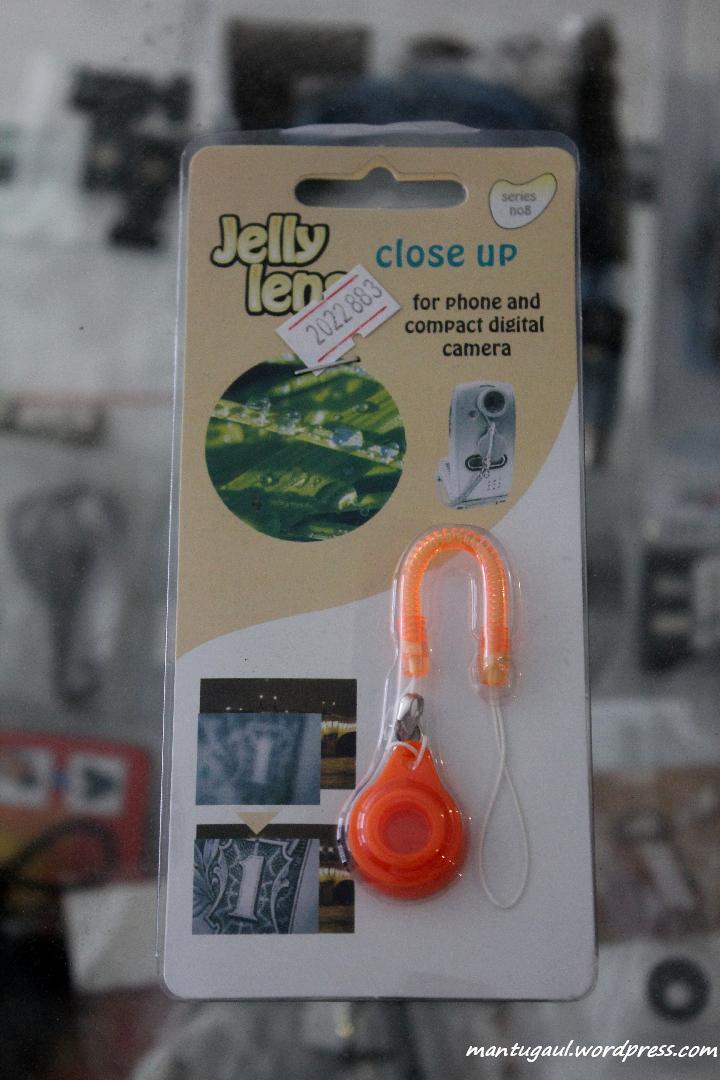 series
no8
Jelly
lens
close up
for phone and
compact digital
camera
2022883
1
1
mantugaul.wordpress.com